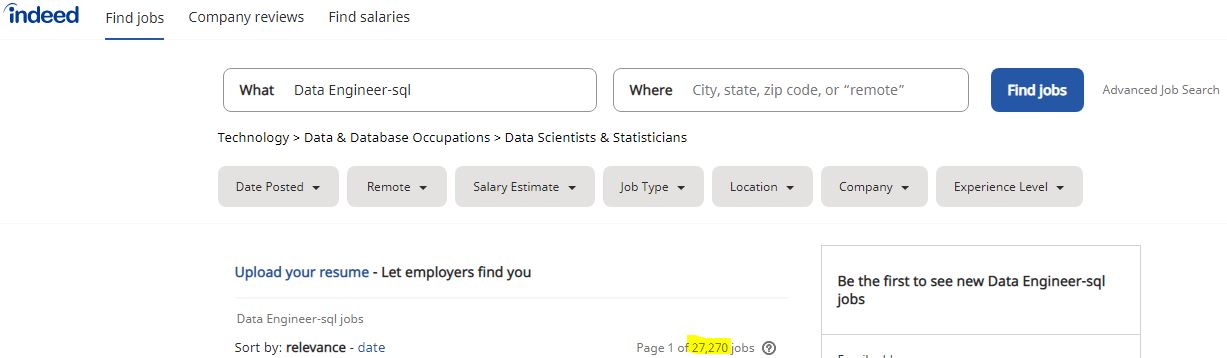 indeed Find jobs Company reviews Find salaries
What Data Engineer-sql Where City, state, zip code, or “remote” Find jobs Advanced Job Search
Technology > Data & Database Occupations > Data Scientists & Statisticians
Date Posted Remote Salary Estimate Job Type Location Company Experience Level
Upload your resume - Let employers find you
Be the first to see new Data Engineer-sql
jobs
Data Engineer-sql jobs
Sort by: relevance - date Page 1 of 27,270 jobs